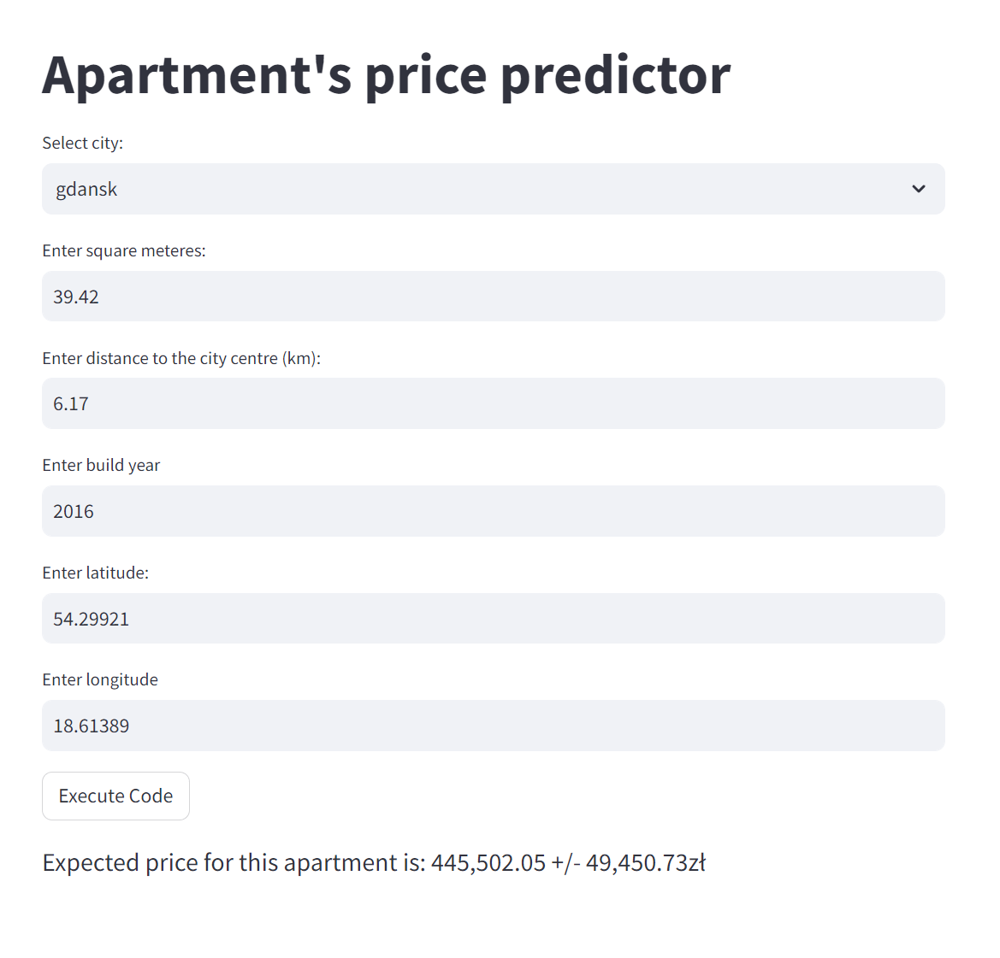 Apartment's price predictor
Select city:
gdansk
Enter square meteres:
39.42
Enter distance to the city centre (km):
6.17
Enter build year
2016
Enter latitude:
54.29921
Enter longitude
18.61389
Execute Code
Expected price for this apartment is: 445,502.05 +/- 49,450.73zł